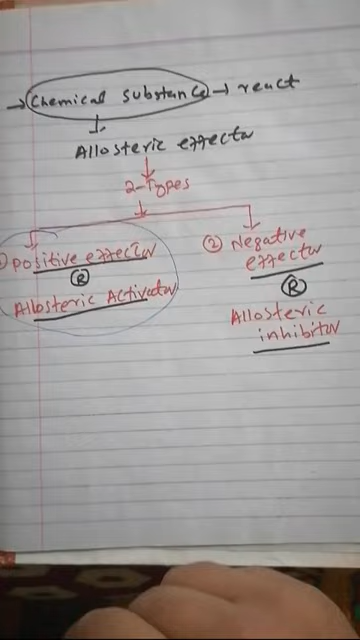 → Chemical substance → react
Allosteric effector
2-Types
① positive effector
② Negative
effector
Ⓡ
Ⓡ
Allosteric Activator
Allosteric
inhibitor